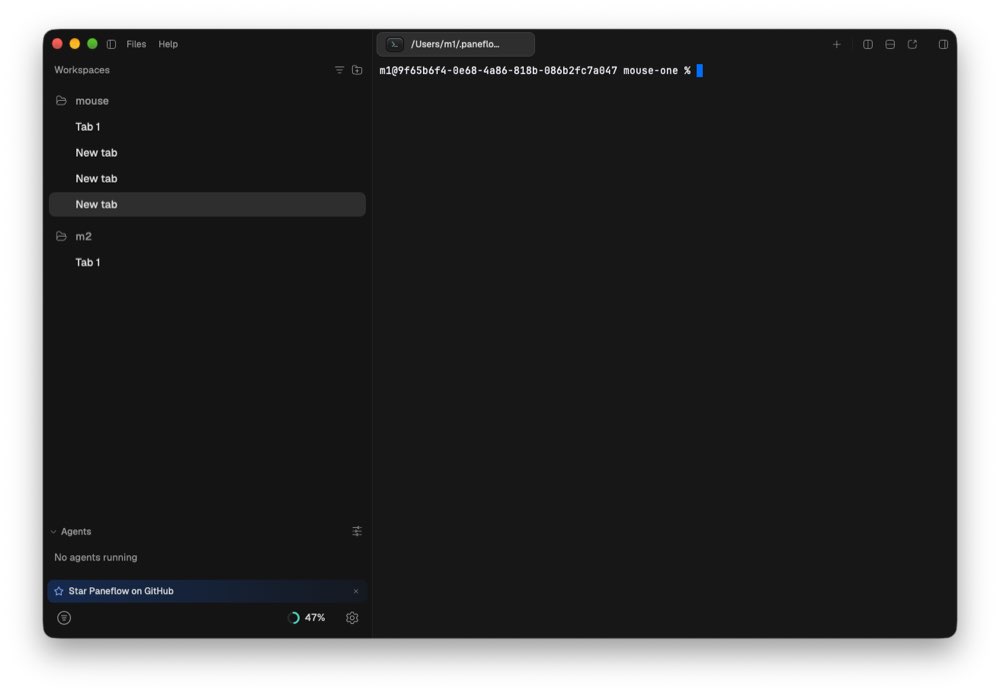 Files Help
/Users/m1/.paneflo...
Workspaces
m1@9f65b6f4-0e68-4a86-818b-086b2fc7a047 mouse-one %
mouse
Tab 1
New tab
New tab
New tab
m2
Tab 1
Agents
No agents running
Star Paneflow on GitHub
47%